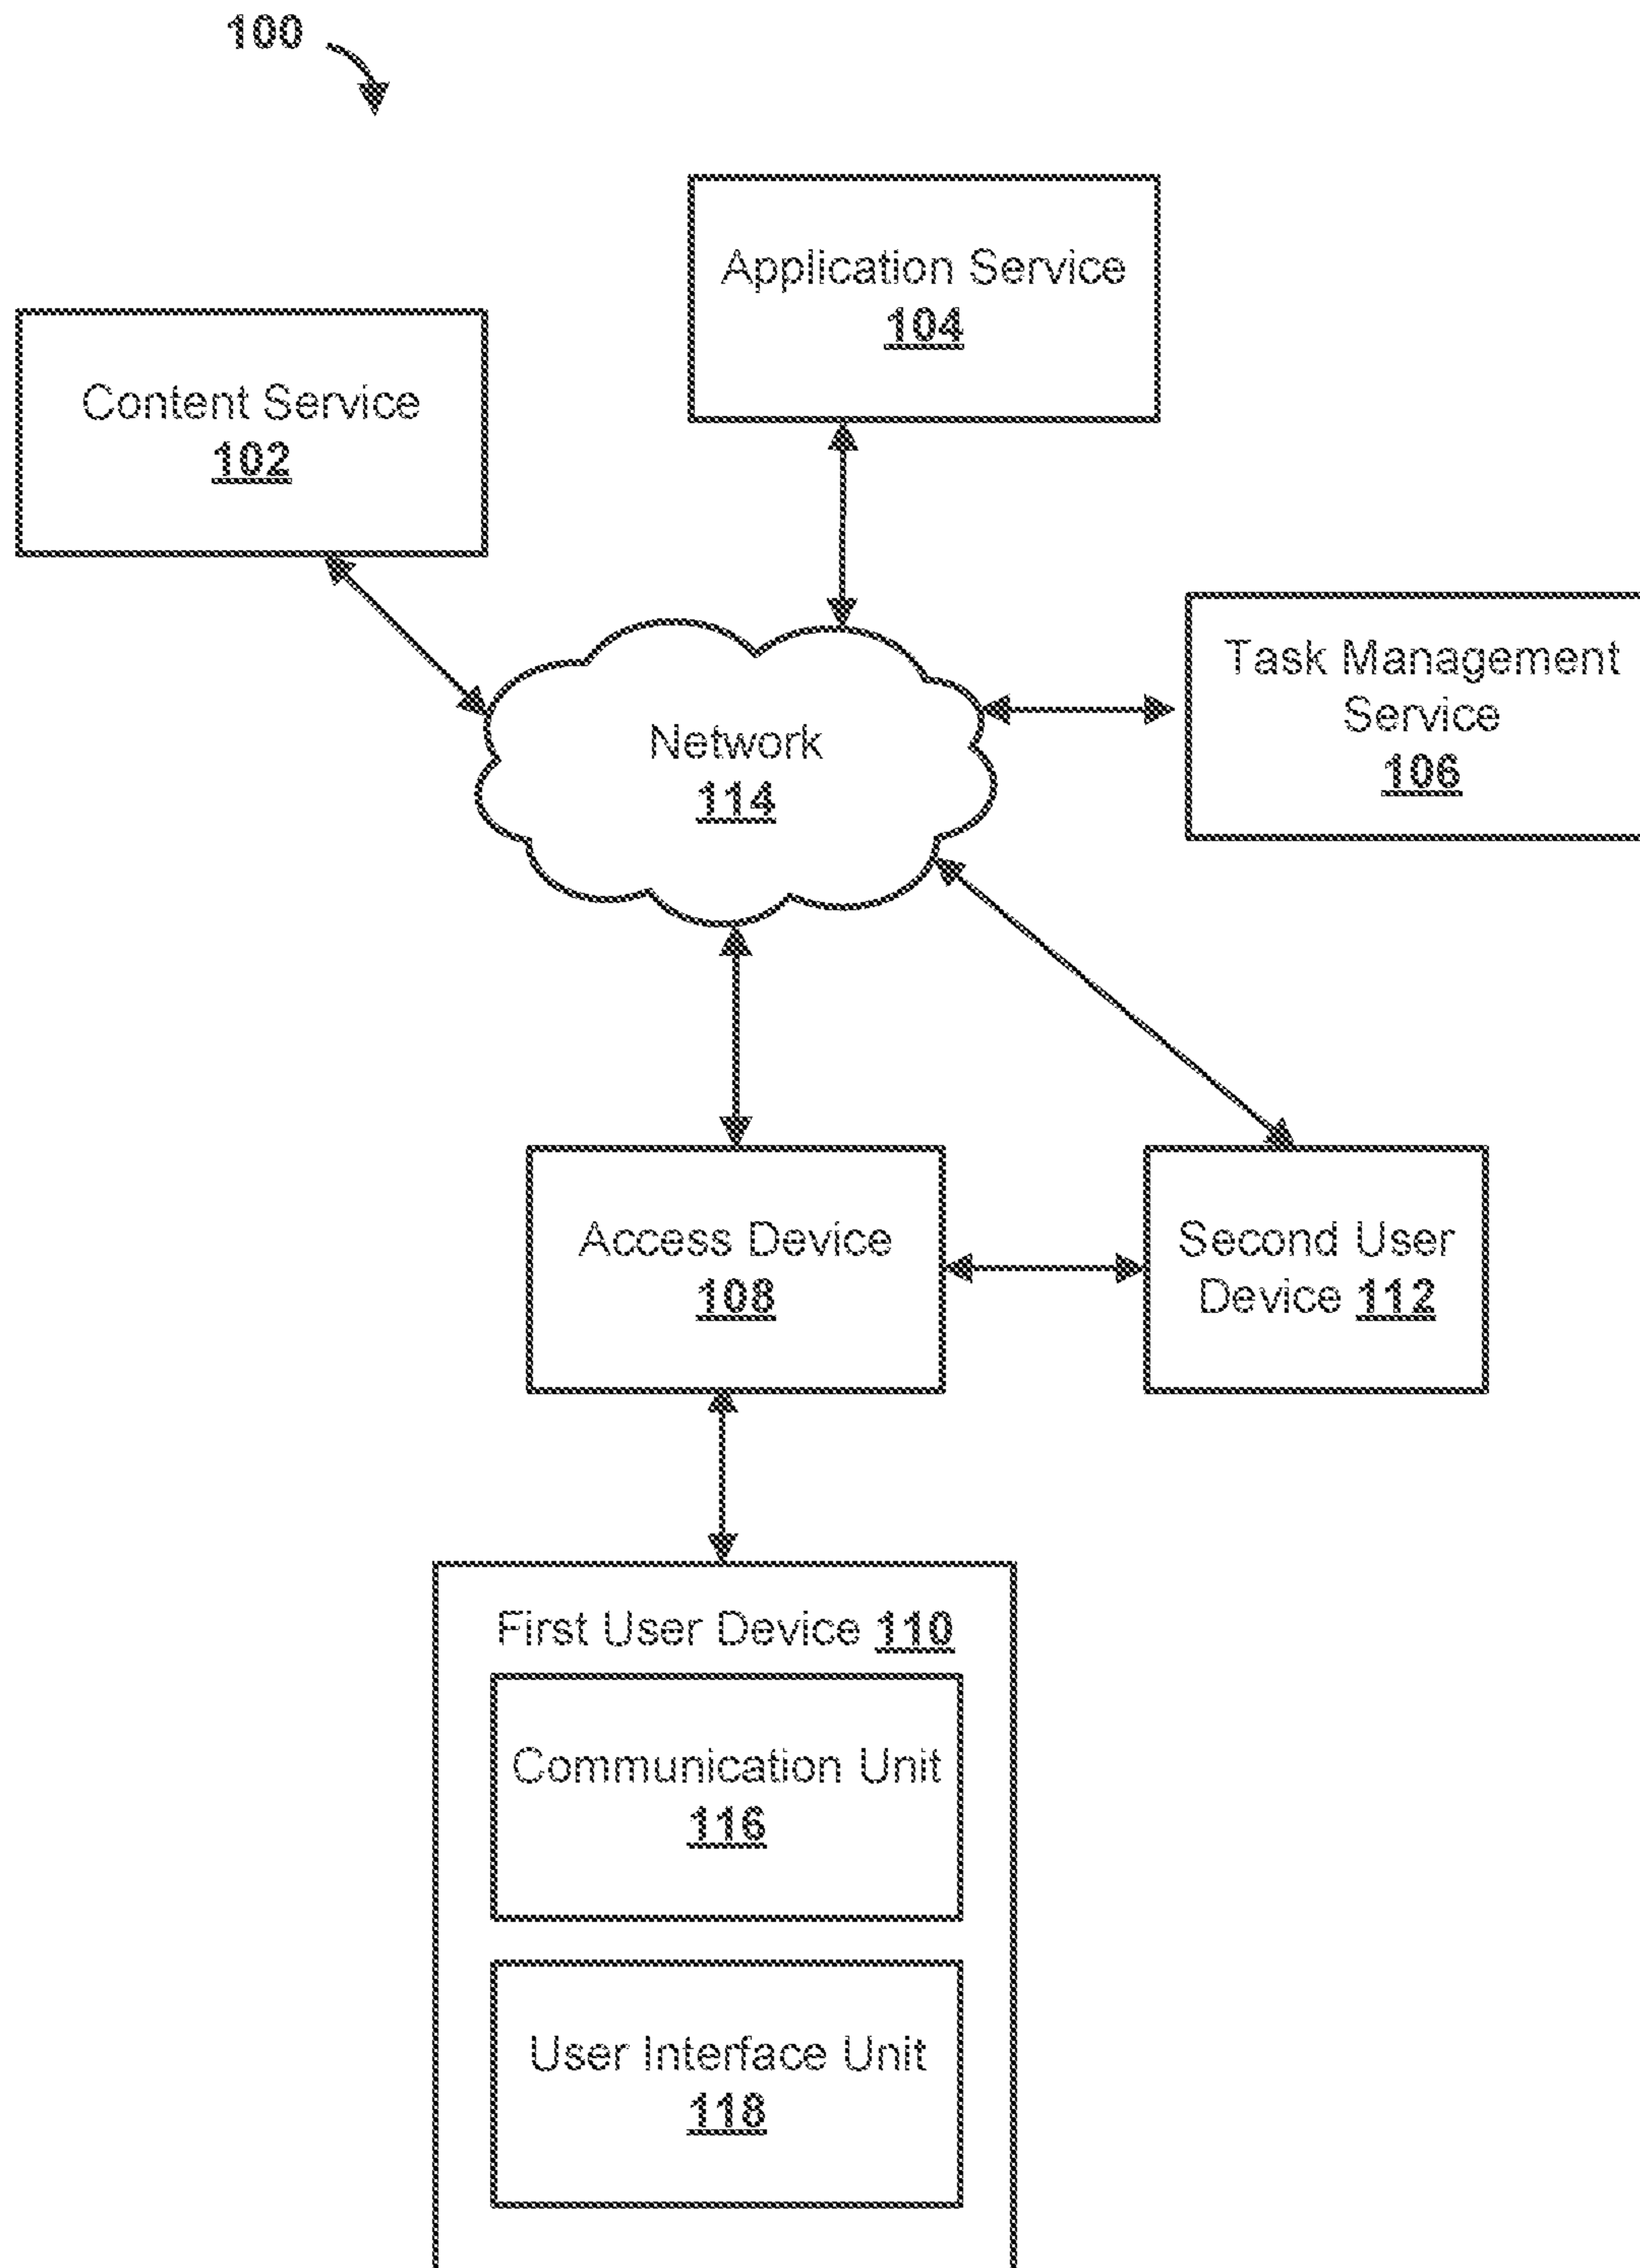 100
Application Service
104
Content Service
102
Task Management
Service
106
Network
114
Access Device
108
Second User
Device 112
First User Device 110
Communication Unit
116
User Interface Unit
118